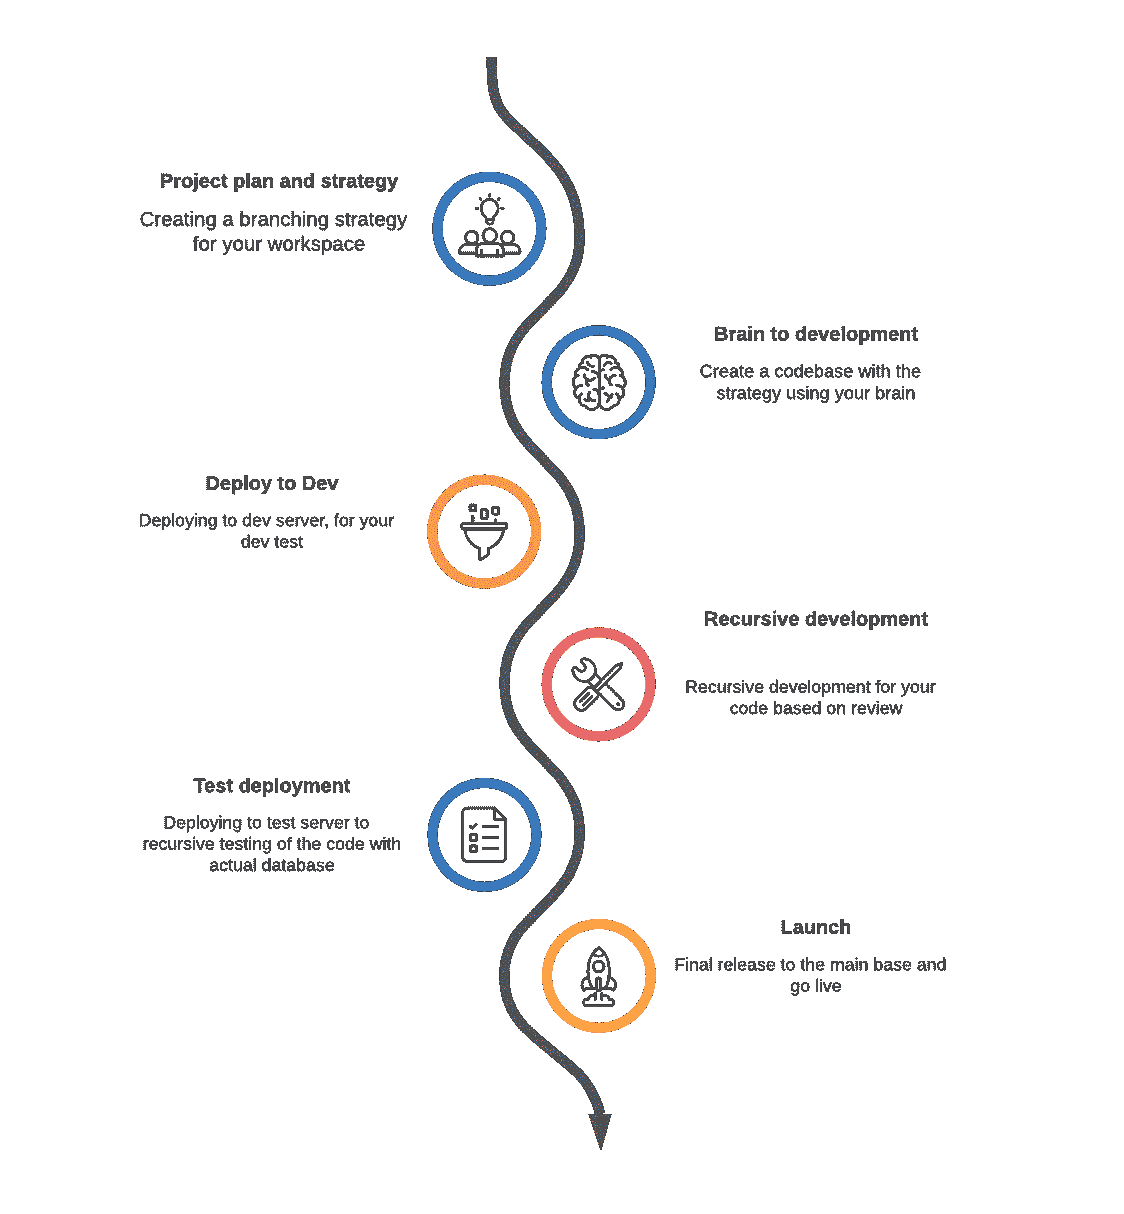 Project plan and strategy
Creating a branching strategy
for your workspace
Brain to development
Create a codebase with the
strategy using your brain
Deploy to Dev
Deploying to dev server, for your
dev test
Recursive development
Recursive development for your
code based on review
Test deployment
Deploying to test server to
recursive testing of the code with
actual database
Launch
Final release to the main base and
go live